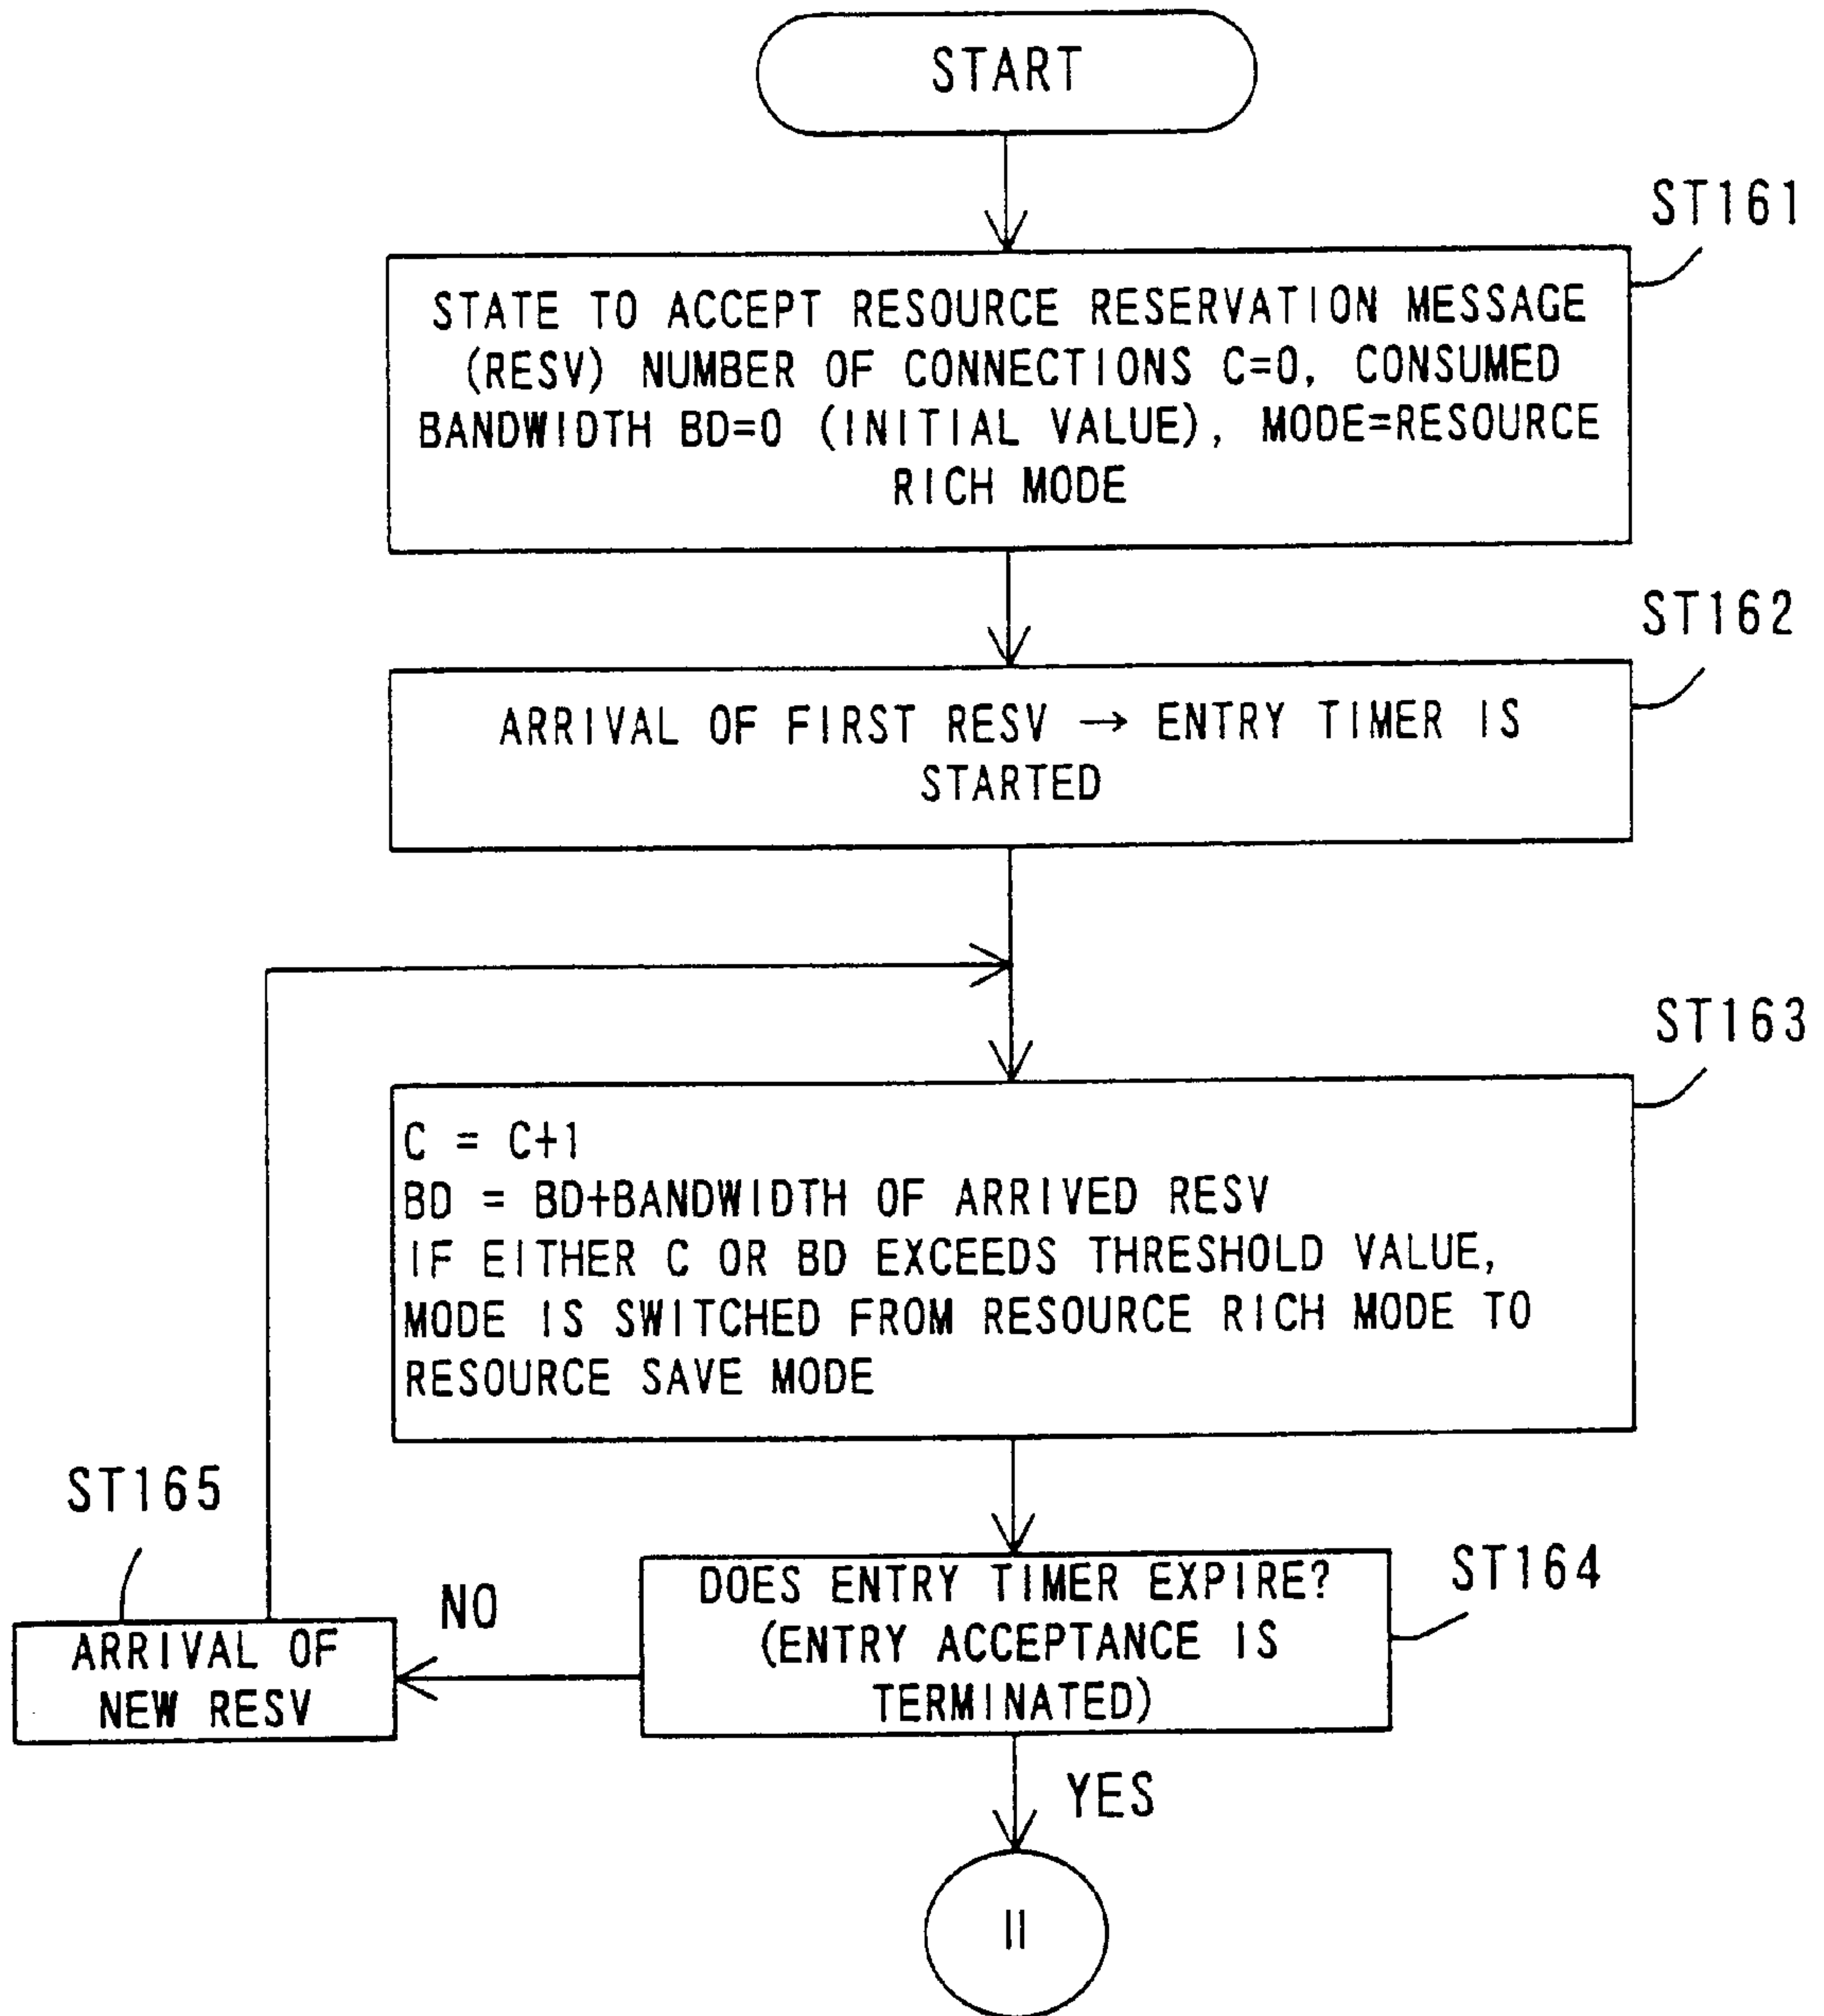 START
ST161
STATE TO ACCEPT RESOURCE RESERVATION MESSAGE
(RESV) NUMBER OF CONNECTIONS C=0, CONSUMED
BANDWIDTH BD=0 (INITIAL VALUE), MODE=RESOURCE
RICH MODE
ST162
ARRIVAL OF FIRST RESV → ENTRY TIMER IS
STARTED
ST163
C = C+1
BD = BD+BANDWIDTH OF ARRIVED RESV
IF EITHER C OR BD EXCEEDS THRESHOLD VALUE,
MODE IS SWITCHED FROM RESOURCE RICH MODE TO
RESOURCE SAVE MODE
ST164
DOES ENTRY TIMER EXPIRE?
(ENTRY ACCEPTANCE IS
TERMINATED)
NO
ST165
ARRIVAL OF
NEW RESV
YES
II